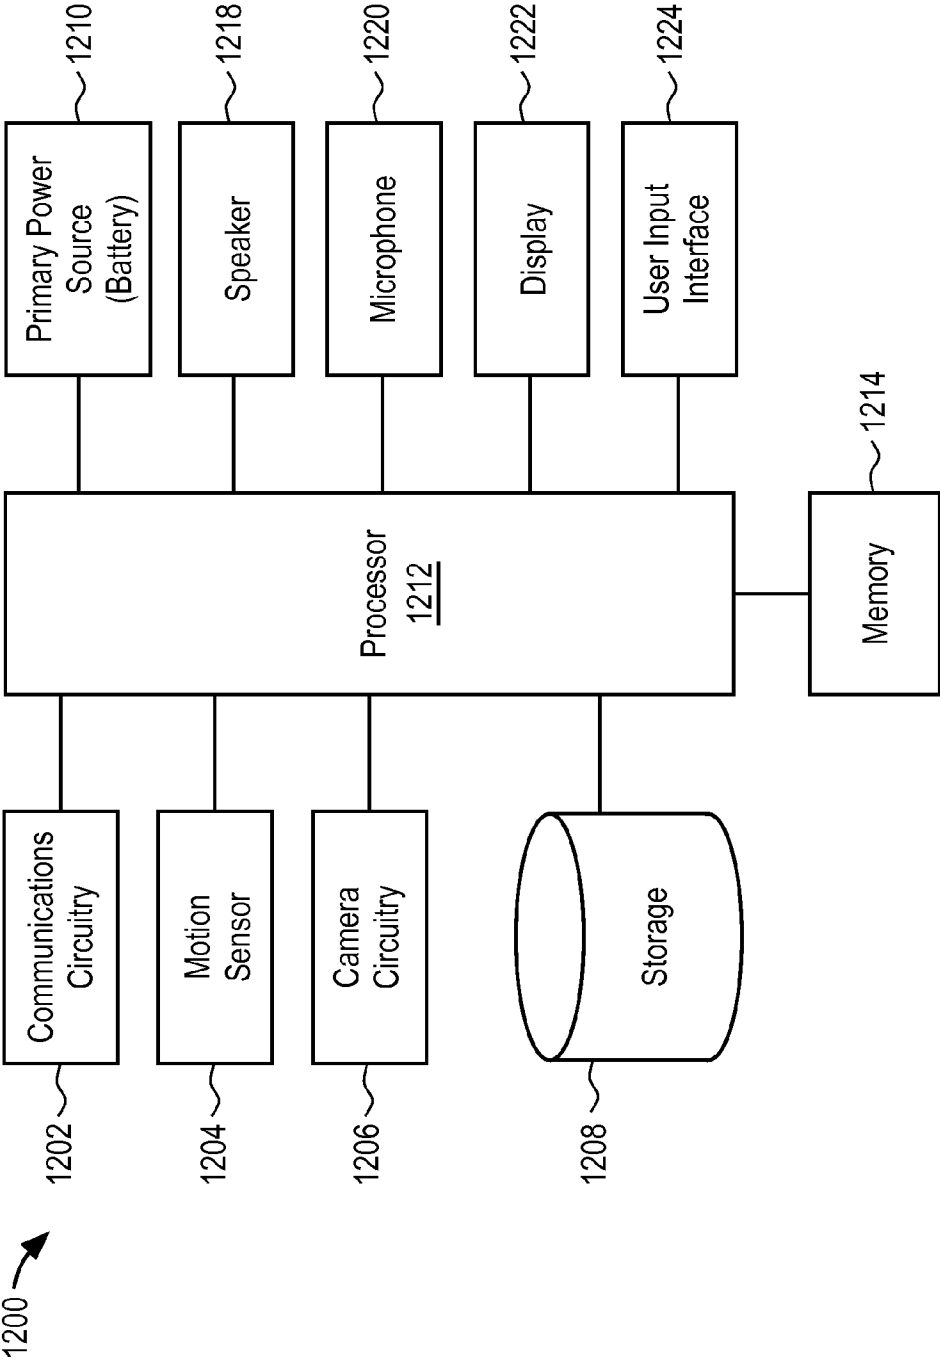 1200
1202
Communications
Circuitry
1204
Motion
Sensor
1206
Camera
Circuitry
1208
Storage
Processor
1212
Memory
1214
Primary Power
Source
(Battery)
1210
Speaker
1218
Microphone
1220
Display
1222
User Input
Interface
1224